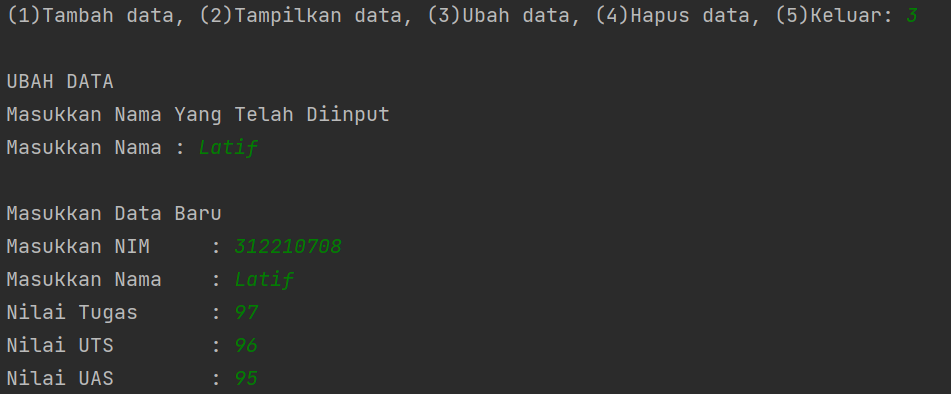 (1)Tambah data, (2)Tampilkan data, (3)Ubah data, (4)Hapus data, (5)Keluar: 3
UBAH DATA
Masukkan Nama Yang Telah Diinput
Masukkan Nama : Latif
Masukkan Data Baru
Masukkan NIM     : 312210708
Masukkan Nama    : Latif
Nilai Tugas      : 97
Nilai UTS        : 96
Nilai UAS        : 95